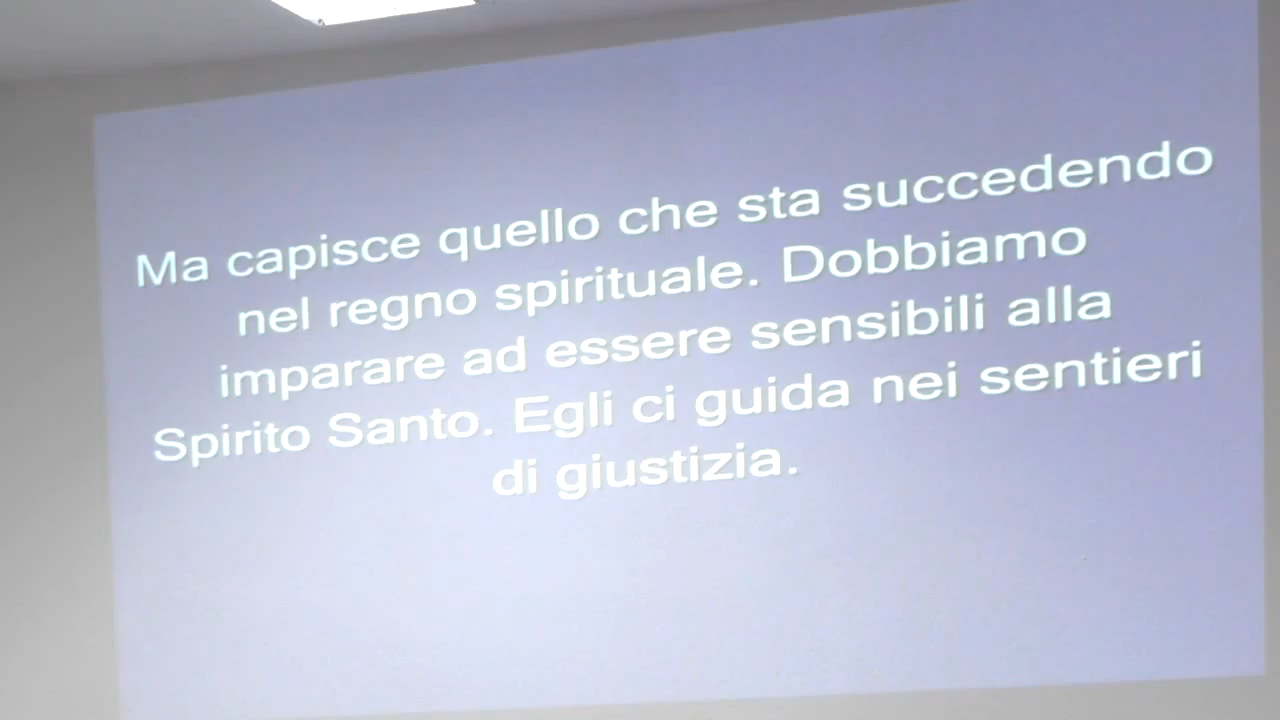 Ma capisce quello che sta succedendo
nel regno spirituale. Dobbiamo
imparare ad essere sensibili alla
Spirito Santo. Egli ci guida nei sentieri
di giustizia.